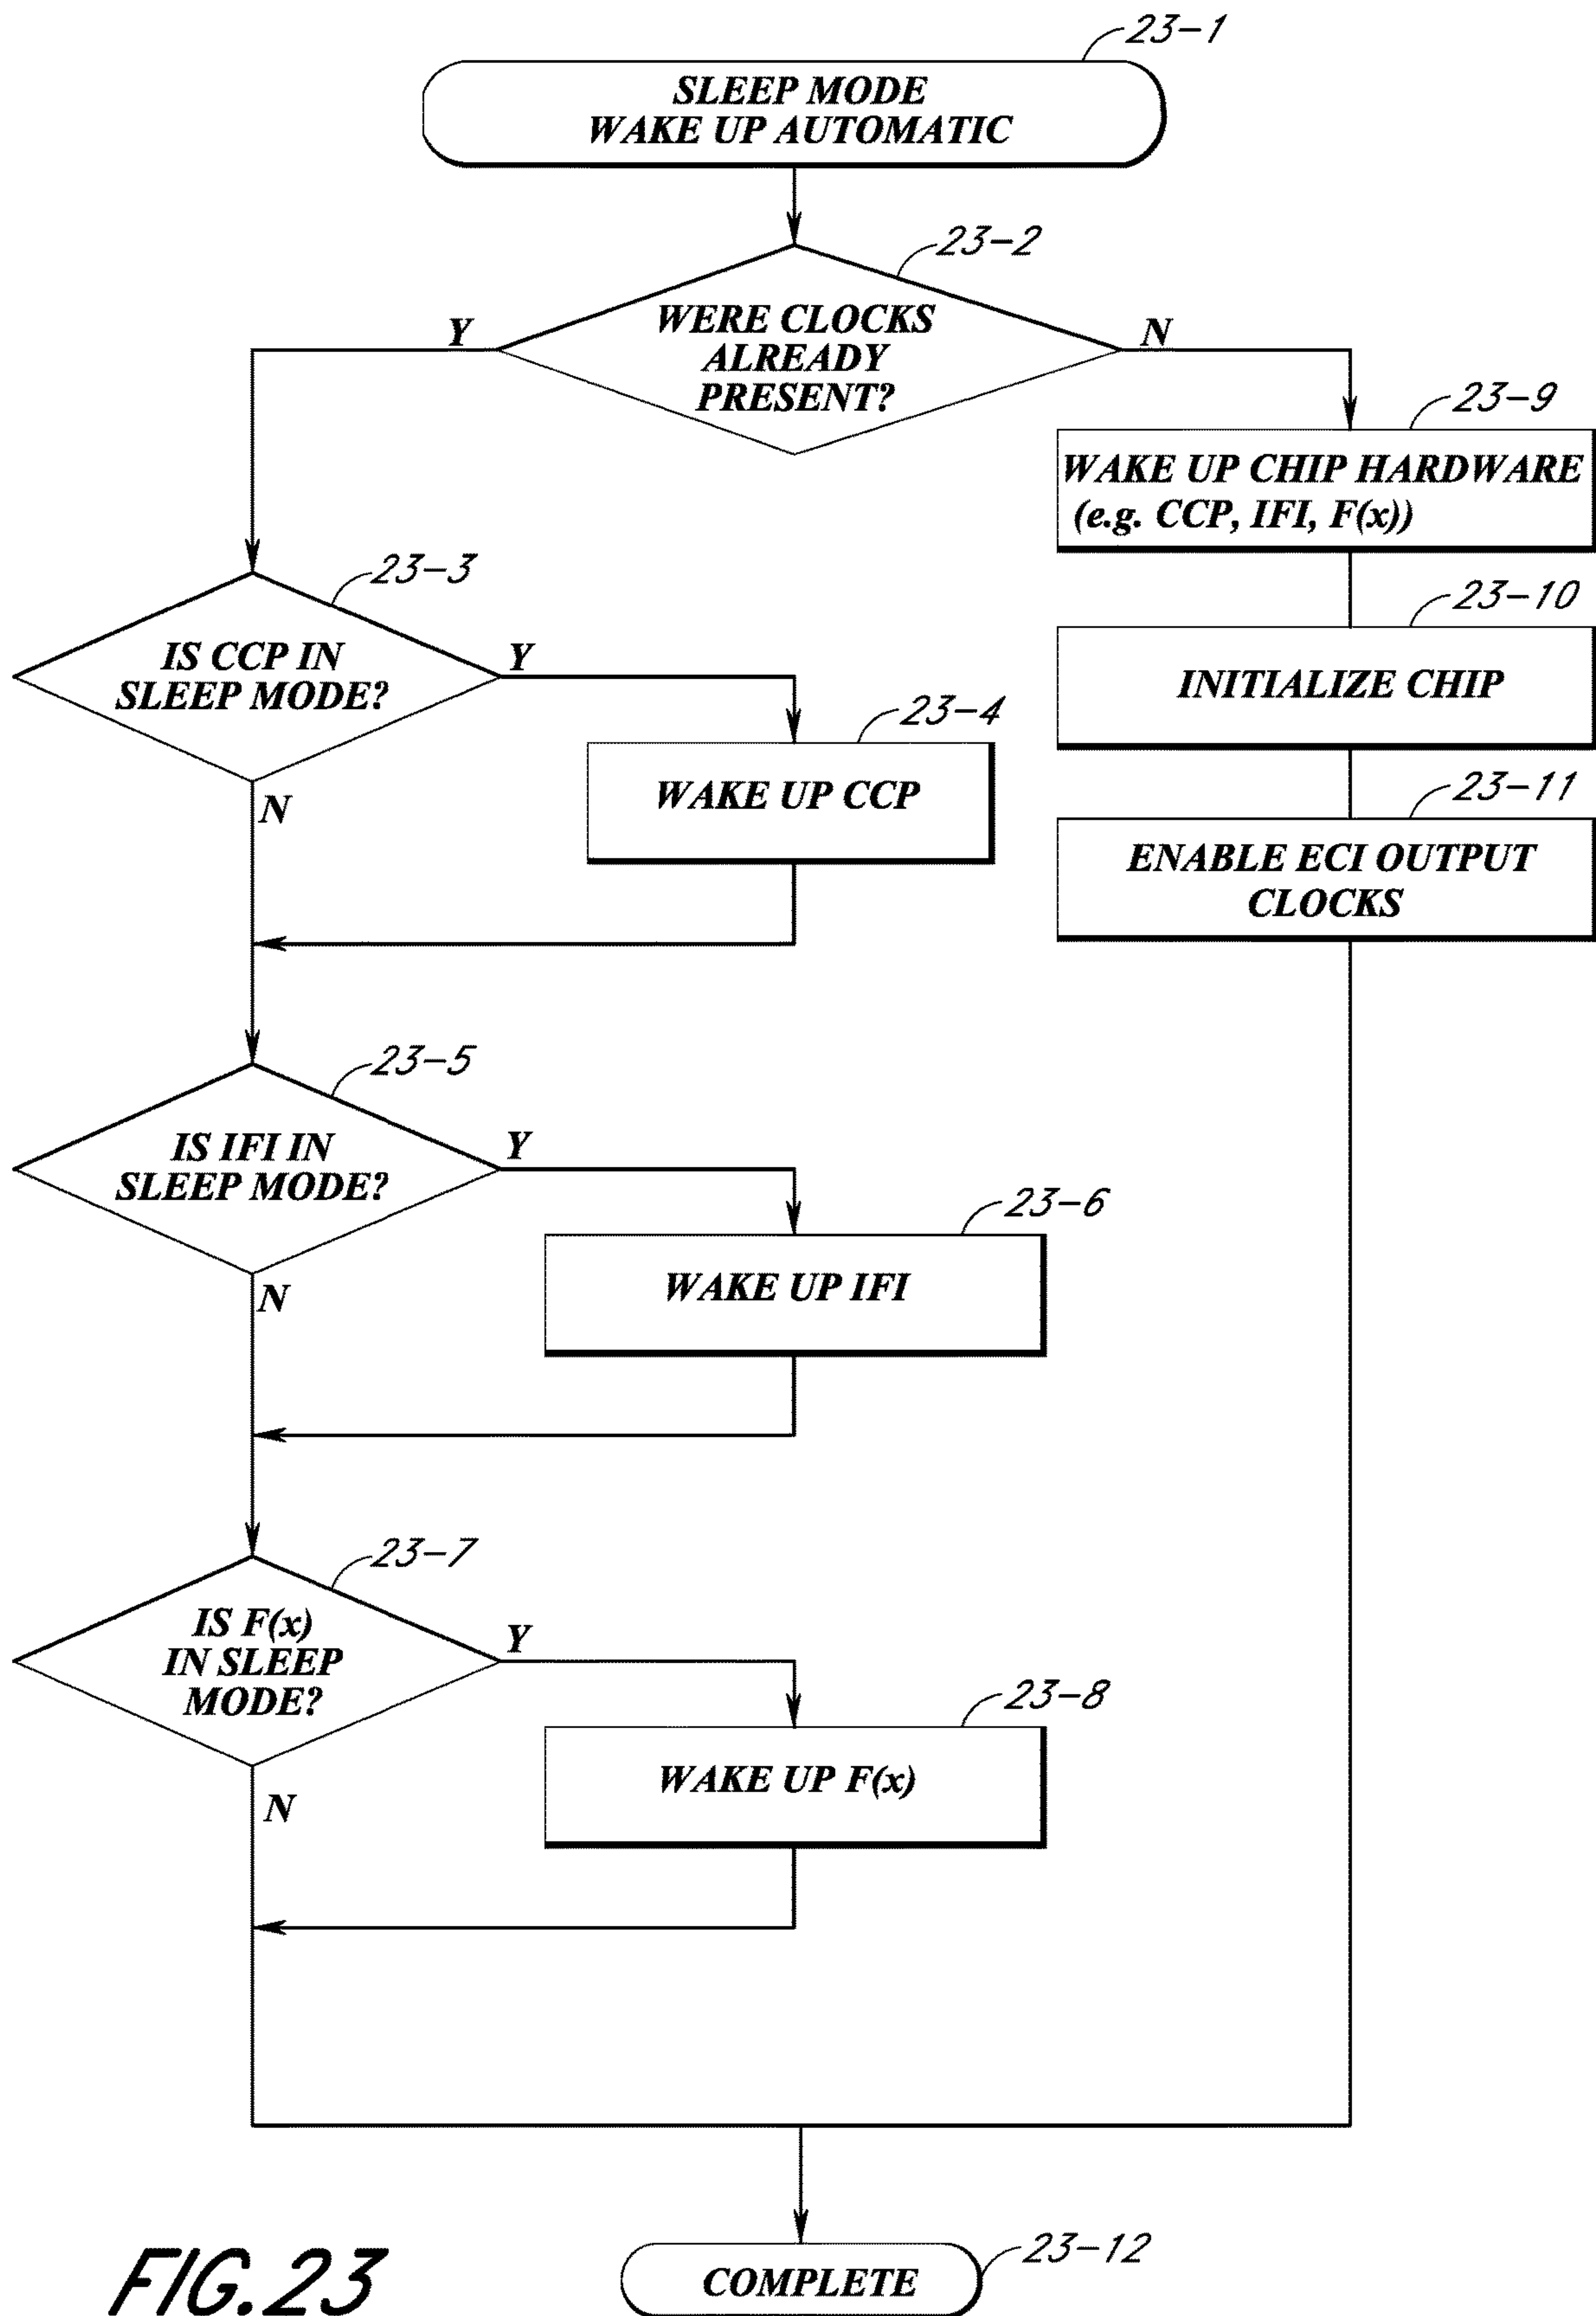 23-1
SLEEP MODE
WAKE UP AUTOMATIC
23-2
WERE CLOCKS
ALREADY
PRESENT?
Y
N
23-9
WAKE UP CHIP HARDWARE
(e.g. CCP, IFI, F(x))
23-3
IS CCP IN
SLEEP MODE?
Y
N
23-10
INITIALIZE CHIP
23-4
WAKE UP CCP
23-11
ENABLE ECI OUTPUT
CLOCKS
23-5
IS IFI IN
SLEEP MODE?
Y
N
23-6
WAKE UP IFI
23-7
IS F(x)
IN SLEEP
MODE?
Y
N
23-8
WAKE UP F(x)
23-12
COMPLETE
FIG.23